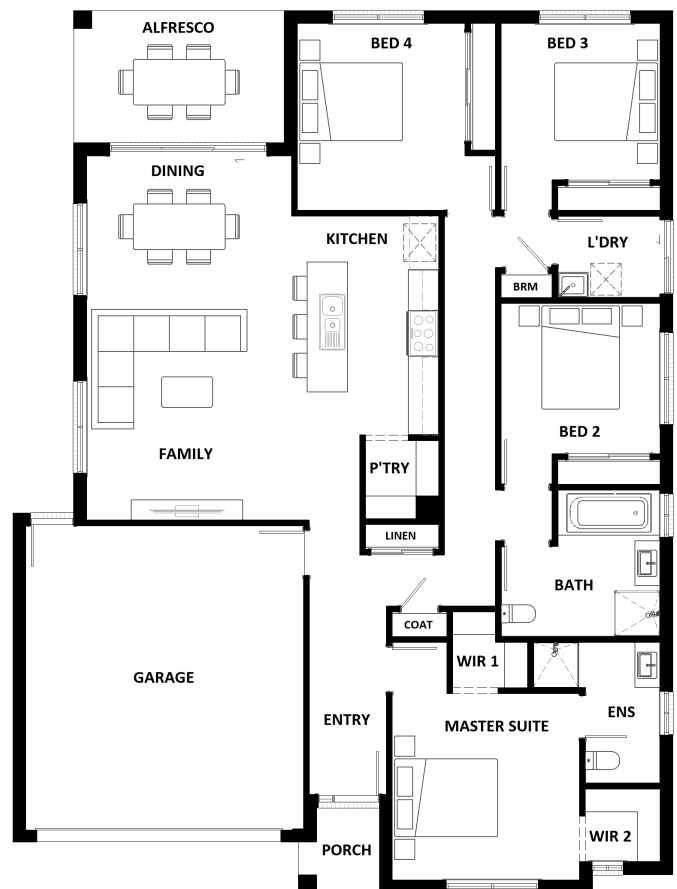 ALFRESCO
BED 4
BED 3
DINING
KITCHEN
L'DRY
BRM
BED 2
FAMILY
P'TRY
LINEN
BATH
COAT
WIR 1
GARAGE
ENTRY
MASTER SUITE
ENS
WIR 2
PORCH